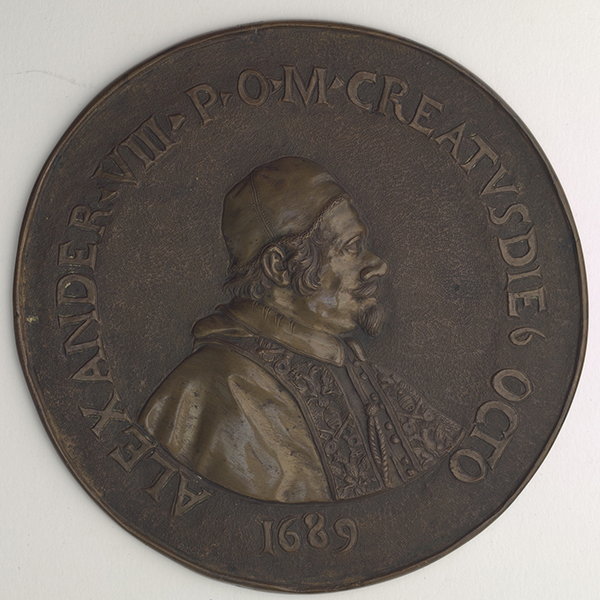 ALEXANDER·VIII·P·O·M·CREATVS DIE 6 OCTO
1689